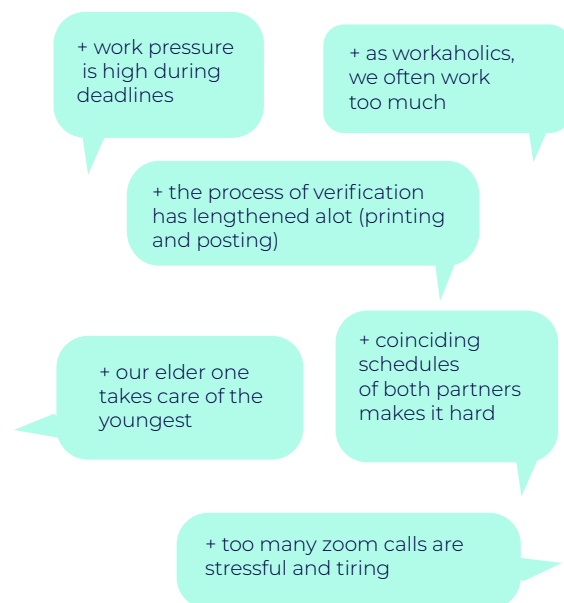 + work pressure
is high during
deadlines
+ as workaholics,
we often work
too much
+ the process of verification
has lengthened alot (printing
and posting)
+ coinciding
schedules
of both partners
makes it hard
+ our elder one
takes care of the
youngest
+ too many zoom calls are
stressful and tiring